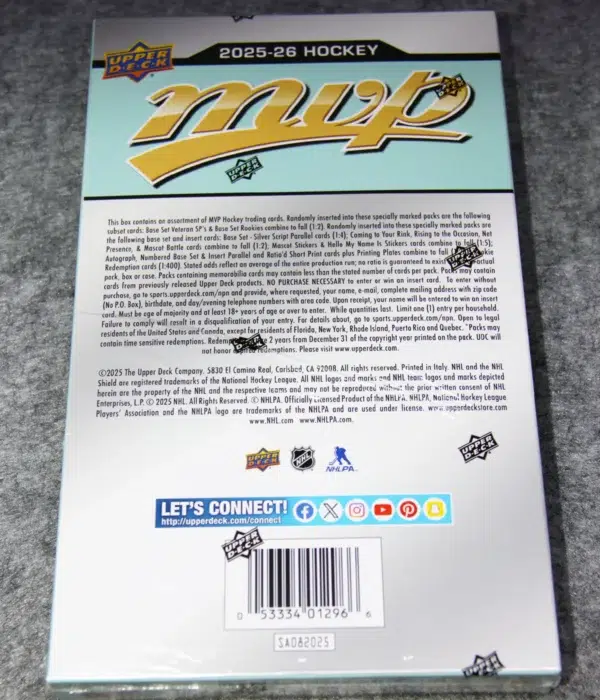 UPPER DECK
2025-26 HOCKEY
mvp
UPPER DECK
This box contains an assortment of MVP Hockey trading cards. Randomly inserted into these specially marked packs are the following
subset cards: Base Set Veteran SP's & Base Set Rookies combine to fall (1:2). Randomly inserted into these specially marked packs are
the following base set and insert cards: Base Set - Silver Script Parallel cards (1:4); Coming to Your Rink, Rising to the Occasion, Net
Presence, & Mascot Battle cards combine to fall (1:2); Mascot Stickers & Hello My Name Is Stickers cards combine to fall (1:5);
Autograph, Numbered Base Set & Insert Parallel and Ratio'd Short Print cards plus Printing Plates combine to fall
Redemption cards (1:400). Stated odds reflect an average of the entire production run; no ratio is guaranteed to exist
pack, box or case. Packs containing memorabilia cards may contain less than the stated number of cards per pack. Packs may contain
cards from previously released Upper Deck products. NO PURCHASE NECESSARY to enter or win an insert card. To enter without
purchase, go to sports.upperdeck.com/npn and provide, where requested, your name, e-mail, complete mailing address with zip code
(No P.O. Box), birthdate, and day/evening telephone numbers with area code. Upon receipt, your name will be entered to win an insert
card. Must be age of majority and at least 18+ years of age or over to enter. While quantities last. Limit one (1) entry per household.
Failure to comply will result in a disqualification of your entry. For details about, go to sports.upperdeck.com/npn. Open to legal
residents of the United States and Canada, except for residents of Florida, New York, Rhode Island, Puerto Rico and Quebec. *Packs may
contain time sensitive redemptions. 2 years from December 31 of the copyright year printed on the pack. UDC will
not honor expired redemptions. Please visit www.upperdeck.com.
©2025 The Upper Deck Company, 5830 El Camino Real, Carlsbad, CA 92008. All rights reserved. Printed in Italy. NHL and the NHL
Shield are registered trademarks of the National Hockey League. All NHL logos and marks and NHL team logos and marks depicted
herein are the property of the NHL and the respective teams and may not be reproduced without the prior written consent of NHL
Enterprises, L.P. © 2025 NHL. All Rights Reserved. © NHLPA. Officially Licensed Product of the NHLPA. NHLPA, National Hockey League
Players' Association and the NHLPA logo are trademarks of the NHLPA and are used under license. www.upperdeckstore.com
www.NHL.com www.NHLPA.com.
UPPER DECK
NHL
NHLPA
UPPER DECK
LET'S CONNECT!
http://upperdeck.com/connect
UPPER DECK
0 53334 01296 6
SA082025
UPPER DECK